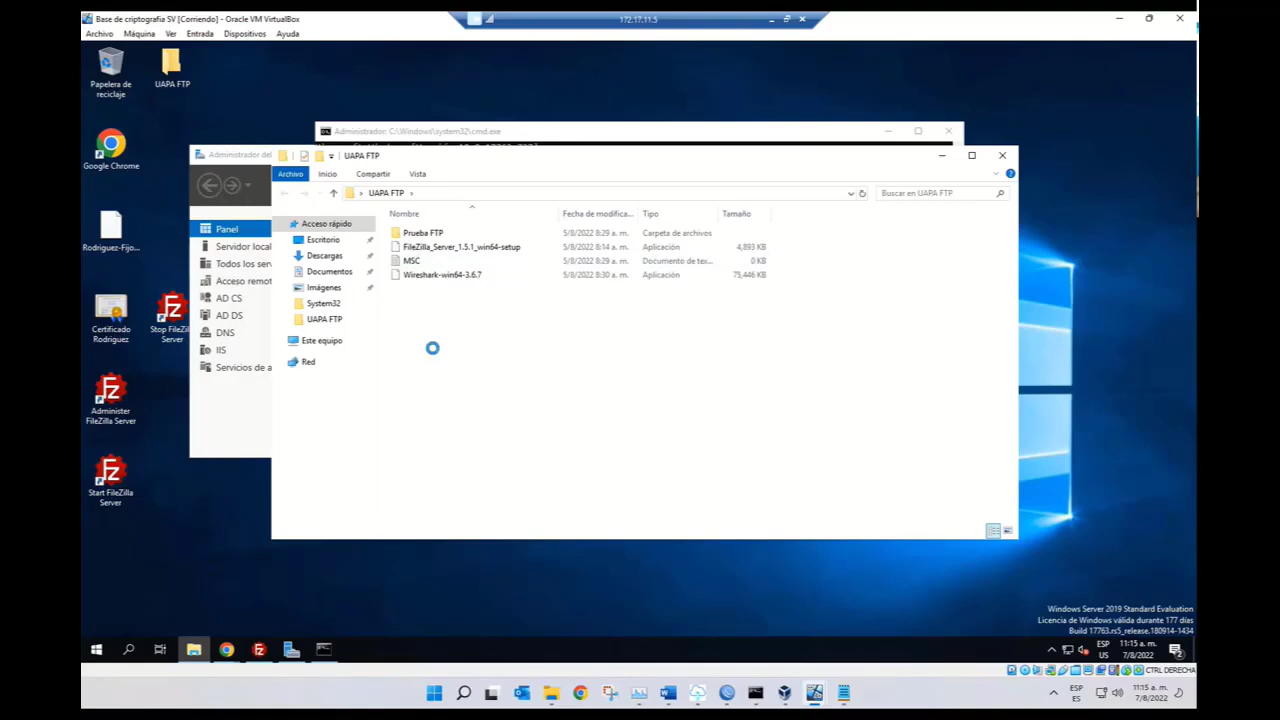 Base de criptografia SV [Corriendo] - Oracle VM VirtualBox
172.17.11.5
Archivo Máquina Ver Entrada Dispositivos Ayuda
Papelera de
reciclaje
UAPA FTP
Google Chrome
Rodriguez-Fijo...
Certificado
Rodriguez
Stop FileZil
Server
Administer
FileZilla Server
Start FileZilla
Server
Administrador: C:\Windows\system32\cmd.exe
Administrador del
Panel
Servidor local
Todos los ser
Acceso remot
AD CS
AD DS
DNS
IIS
Servicios de a
UAPA FTP
Archivo Inicio Compartir Vista
UAPA FTP
Buscar en UAPA FTP
Acceso rápido
Escritorio
Descargas
Documentos
Imágenes
System32
UAPA FTP
Este equipo
Red
Nombre Fecha de modifica... Tipo Tamaño
Prueba FTP 5/8/2022 8:29 a. m. Carpeta de archivos
FileZilla_Server_1.5.1_win64-setup 5/8/2022 8:14 a. m. Aplicación 4,893 KB
MSC 5/8/2022 8:29 a. m. Documento de tex... 0 KB
Wireshark-win64-3.6.7 5/8/2022 8:30 a. m. Aplicación 75,446 KB
Windows Server 2019 Standard Evaluation
Licencia de Windows válida durante 177 días
Build 17763.rs5_release.180914-1434
ESP
US
11:15 a. m.
7/8/2022
2
CTRL DERECHA
ESP
ES
11:15 a. m.
7/8/2022